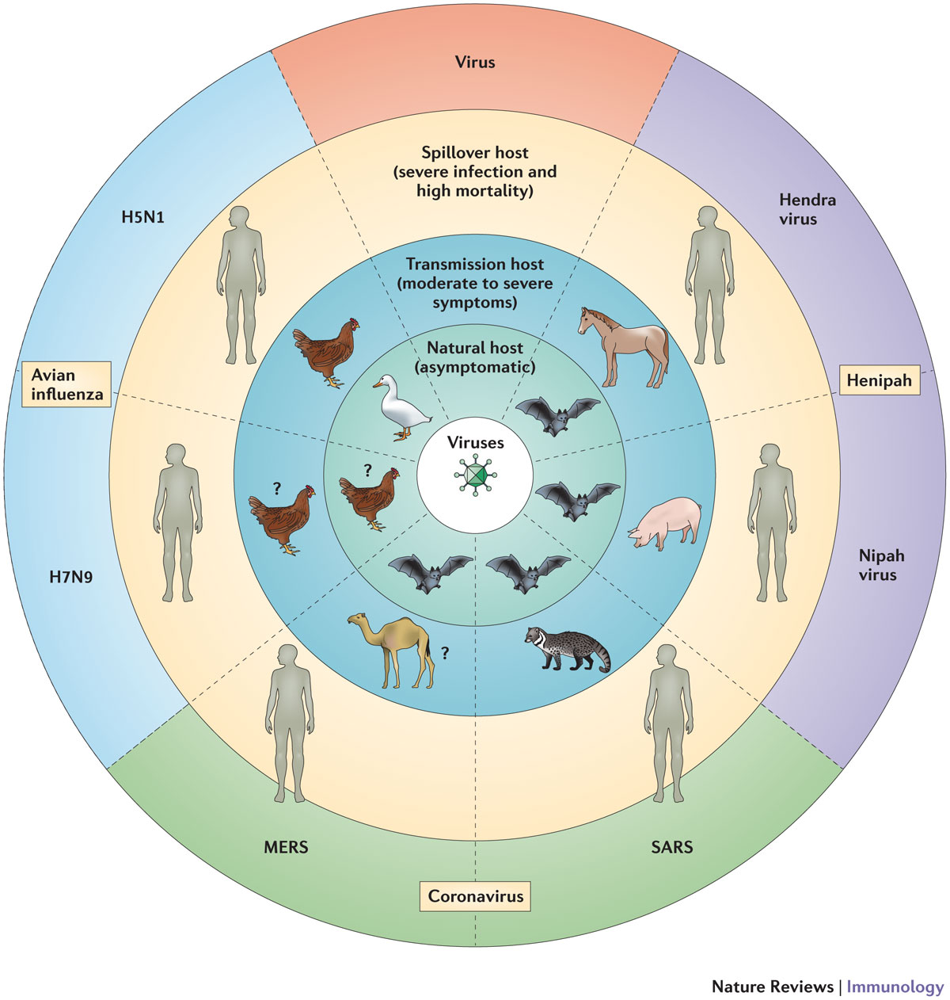 Virus
Spillover host
(severe infection and
high mortality)
Transmission host
(moderate to severe
symptoms)
Natural host
(asymptomatic)
Viruses
H5N1
Hendra
virus
Avian
influenza
Henipah
?
?
H7N9
Nipah
virus
?
MERS
SARS
Coronavirus
Nature Reviews | Immunology